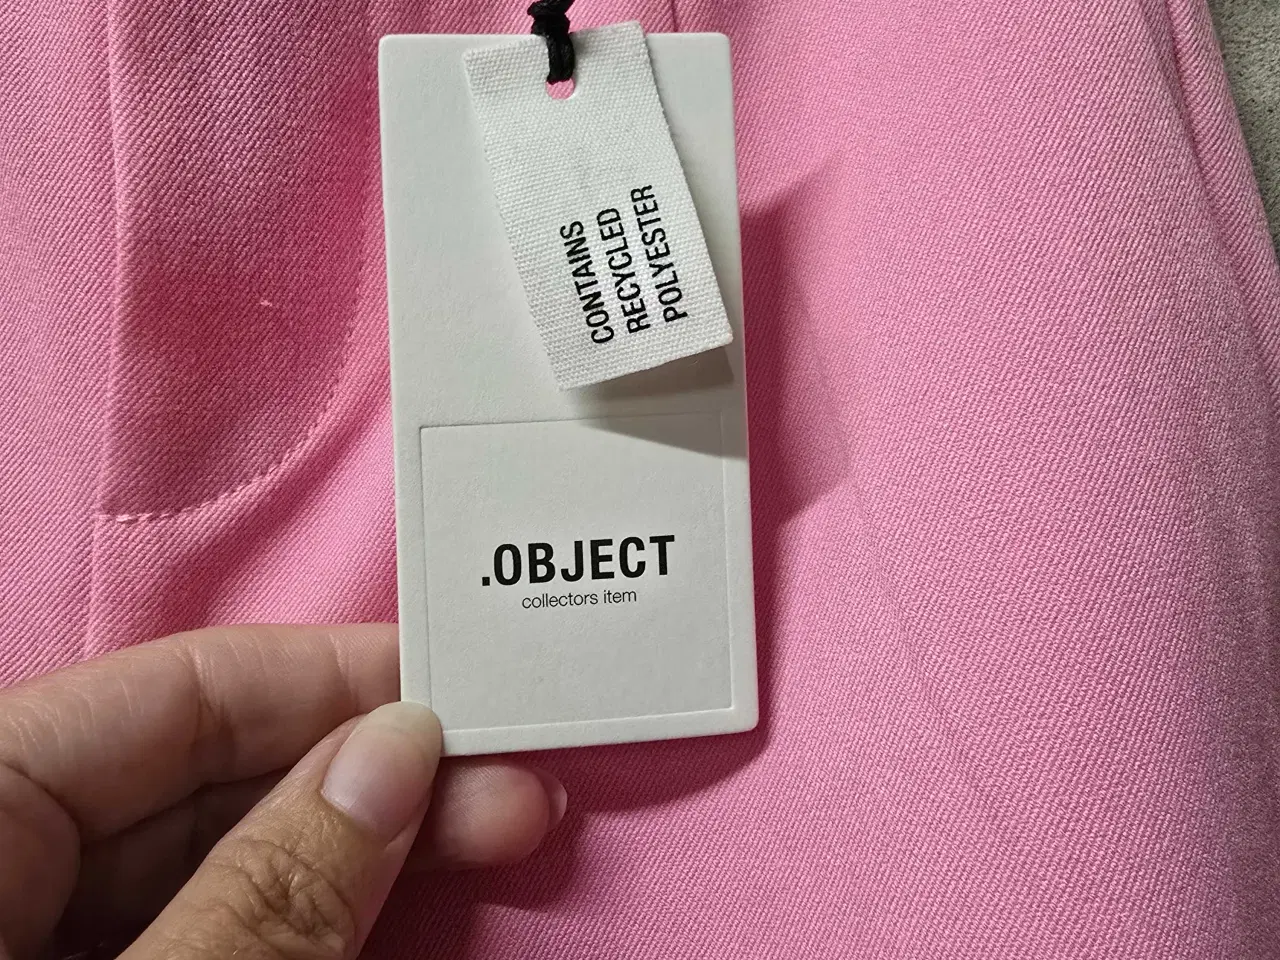 CONTAINS
RECYCLED
POLYESTER
.OBJECT
collectors item